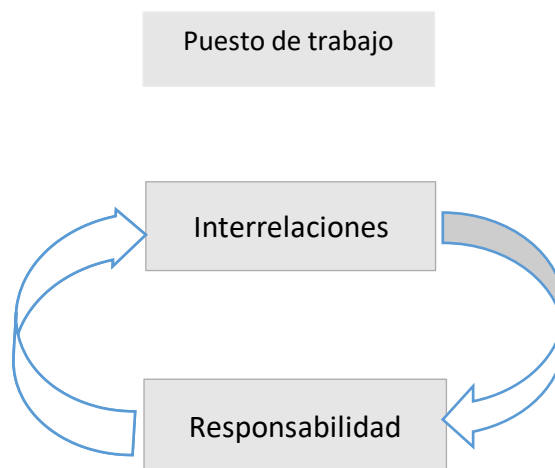 Puesto de trabajo
Interrelaciones
Responsabilidad